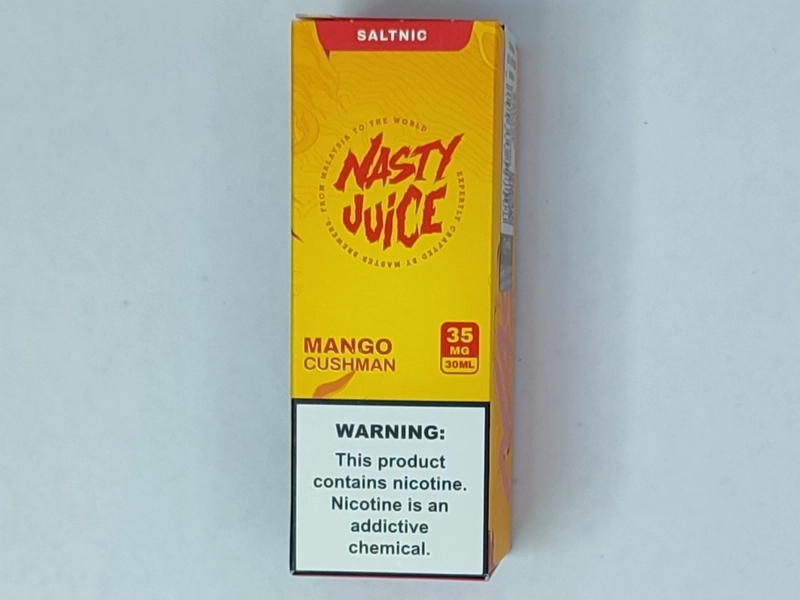 SALTNIC
FROM MALAYSIA TO THE WORLD
EXPERTLY CRAFTED BY MASTER BREWERS.
NASTY
JUICE
MANGO
CUSHMAN
35
MG
30ML
WARNING:
This product
contains nicotine.
Nicotine is an
addictive
chemical.